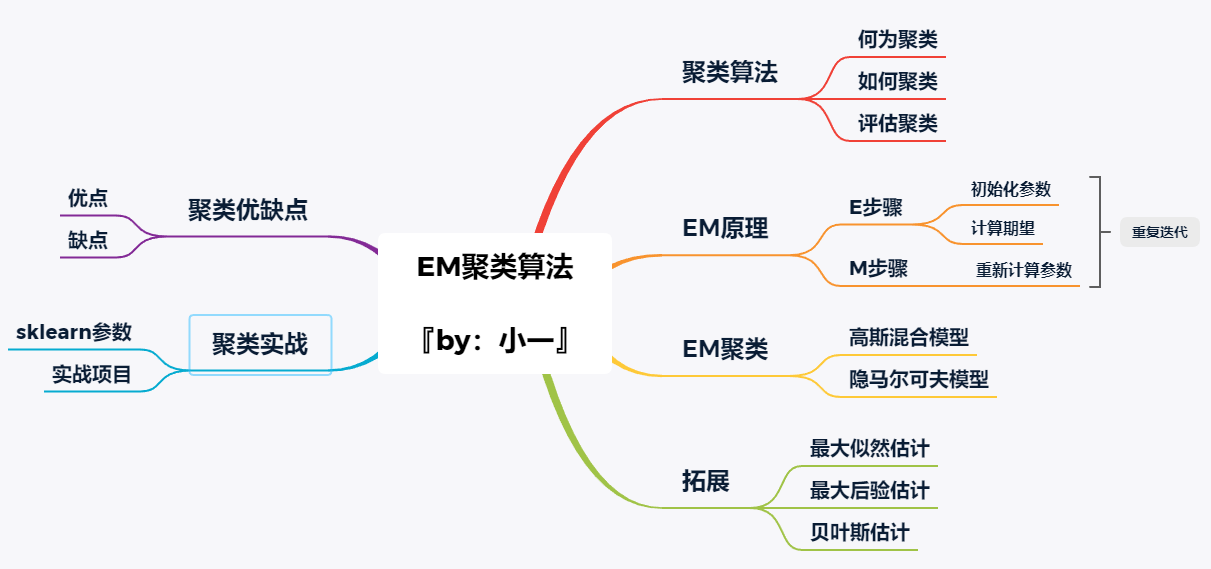 EM聚类算法
『by：小一』
聚类算法
何为聚类
如何聚类
评估聚类
EM原理
E步骤
初始化参数
计算期望
M步骤
重新计算参数
重复迭代
EM聚类
高斯混合模型
隐马尔可夫模型
拓展
最大似然估计
最大后验估计
贝叶斯估计
聚类优缺点
优点
缺点
聚类实战
sklearn参数
实战项目